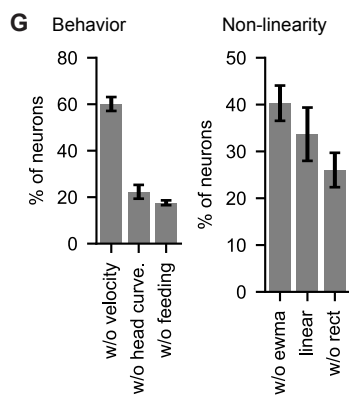 G Behavior
Non-linearity
% of neurons
80
60
40
20
0
w/o velocity
w/o head curve.
w/o feeding
% of neurons
50
40
30
20
10
0
w/o ewma
linear
w/o rect